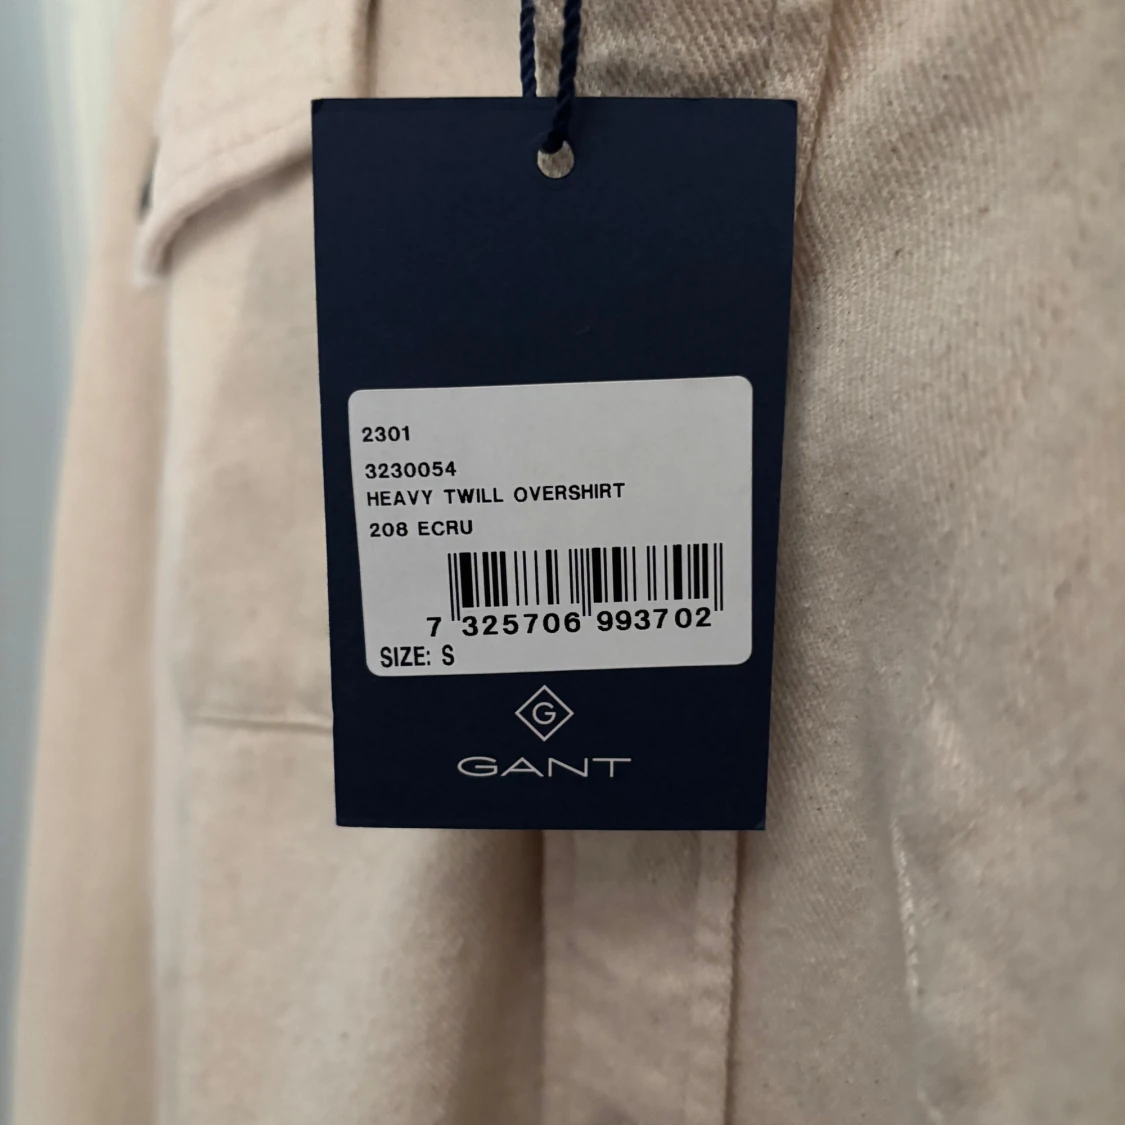 2301
3230054
HEAVY TWILL OVERSHIRT
208 ECRU
7 325706 993702
SIZE: S
G
GANT